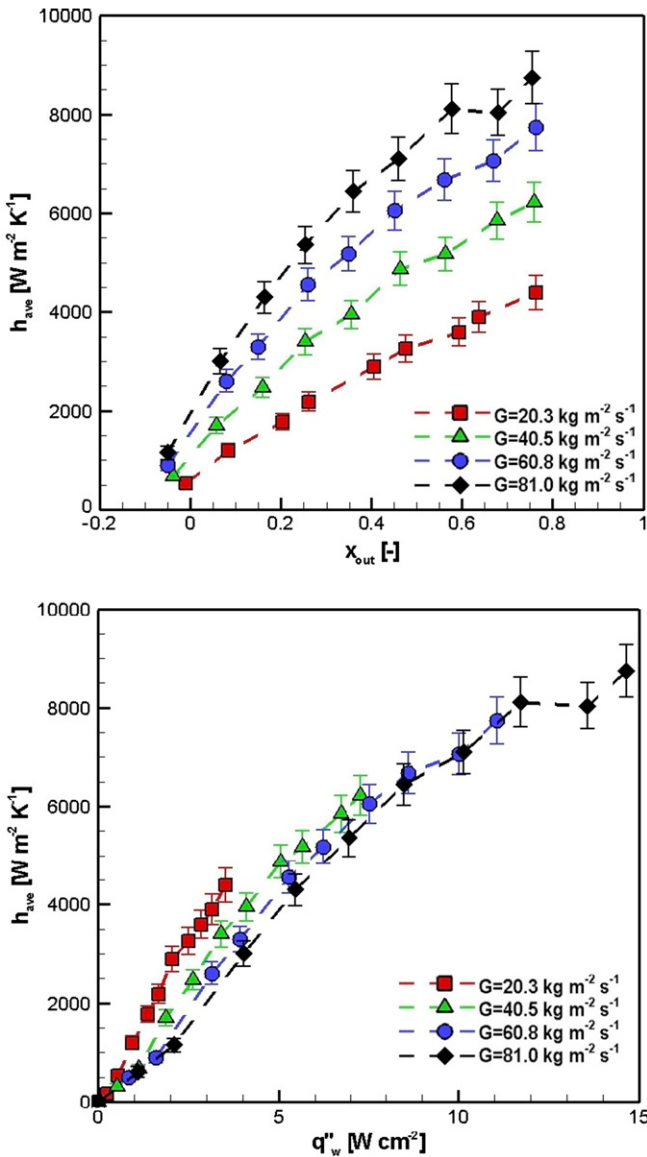 10000
8000
6000
4000
2000
0
h_ave [W m⁻² K⁻¹]
G=20.3 kg m⁻² s⁻¹
G=40.5 kg m⁻² s⁻¹
G=60.8 kg m⁻² s⁻¹
G=81.0 kg m⁻² s⁻¹
-0.2 0 0.2 0.4 0.6 0.8 1
x_out [-]
10000
8000
6000
4000
2000
0
h_ave [W m⁻² K⁻¹]
G=20.3 kg m⁻² s⁻¹
G=40.5 kg m⁻² s⁻¹
G=60.8 kg m⁻² s⁻¹
G=81.0 kg m⁻² s⁻¹
0 5 10 15
q"_w [W cm⁻²]